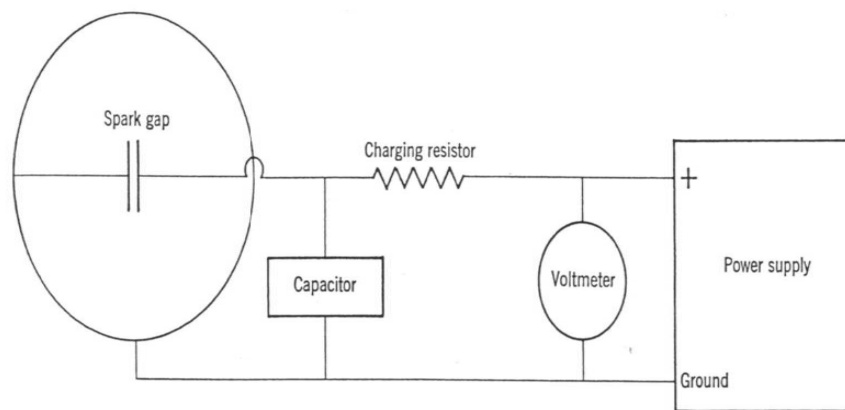 Spark gap
Charging resistor
+
Capacitor
Voltmeter
Power supply
Ground